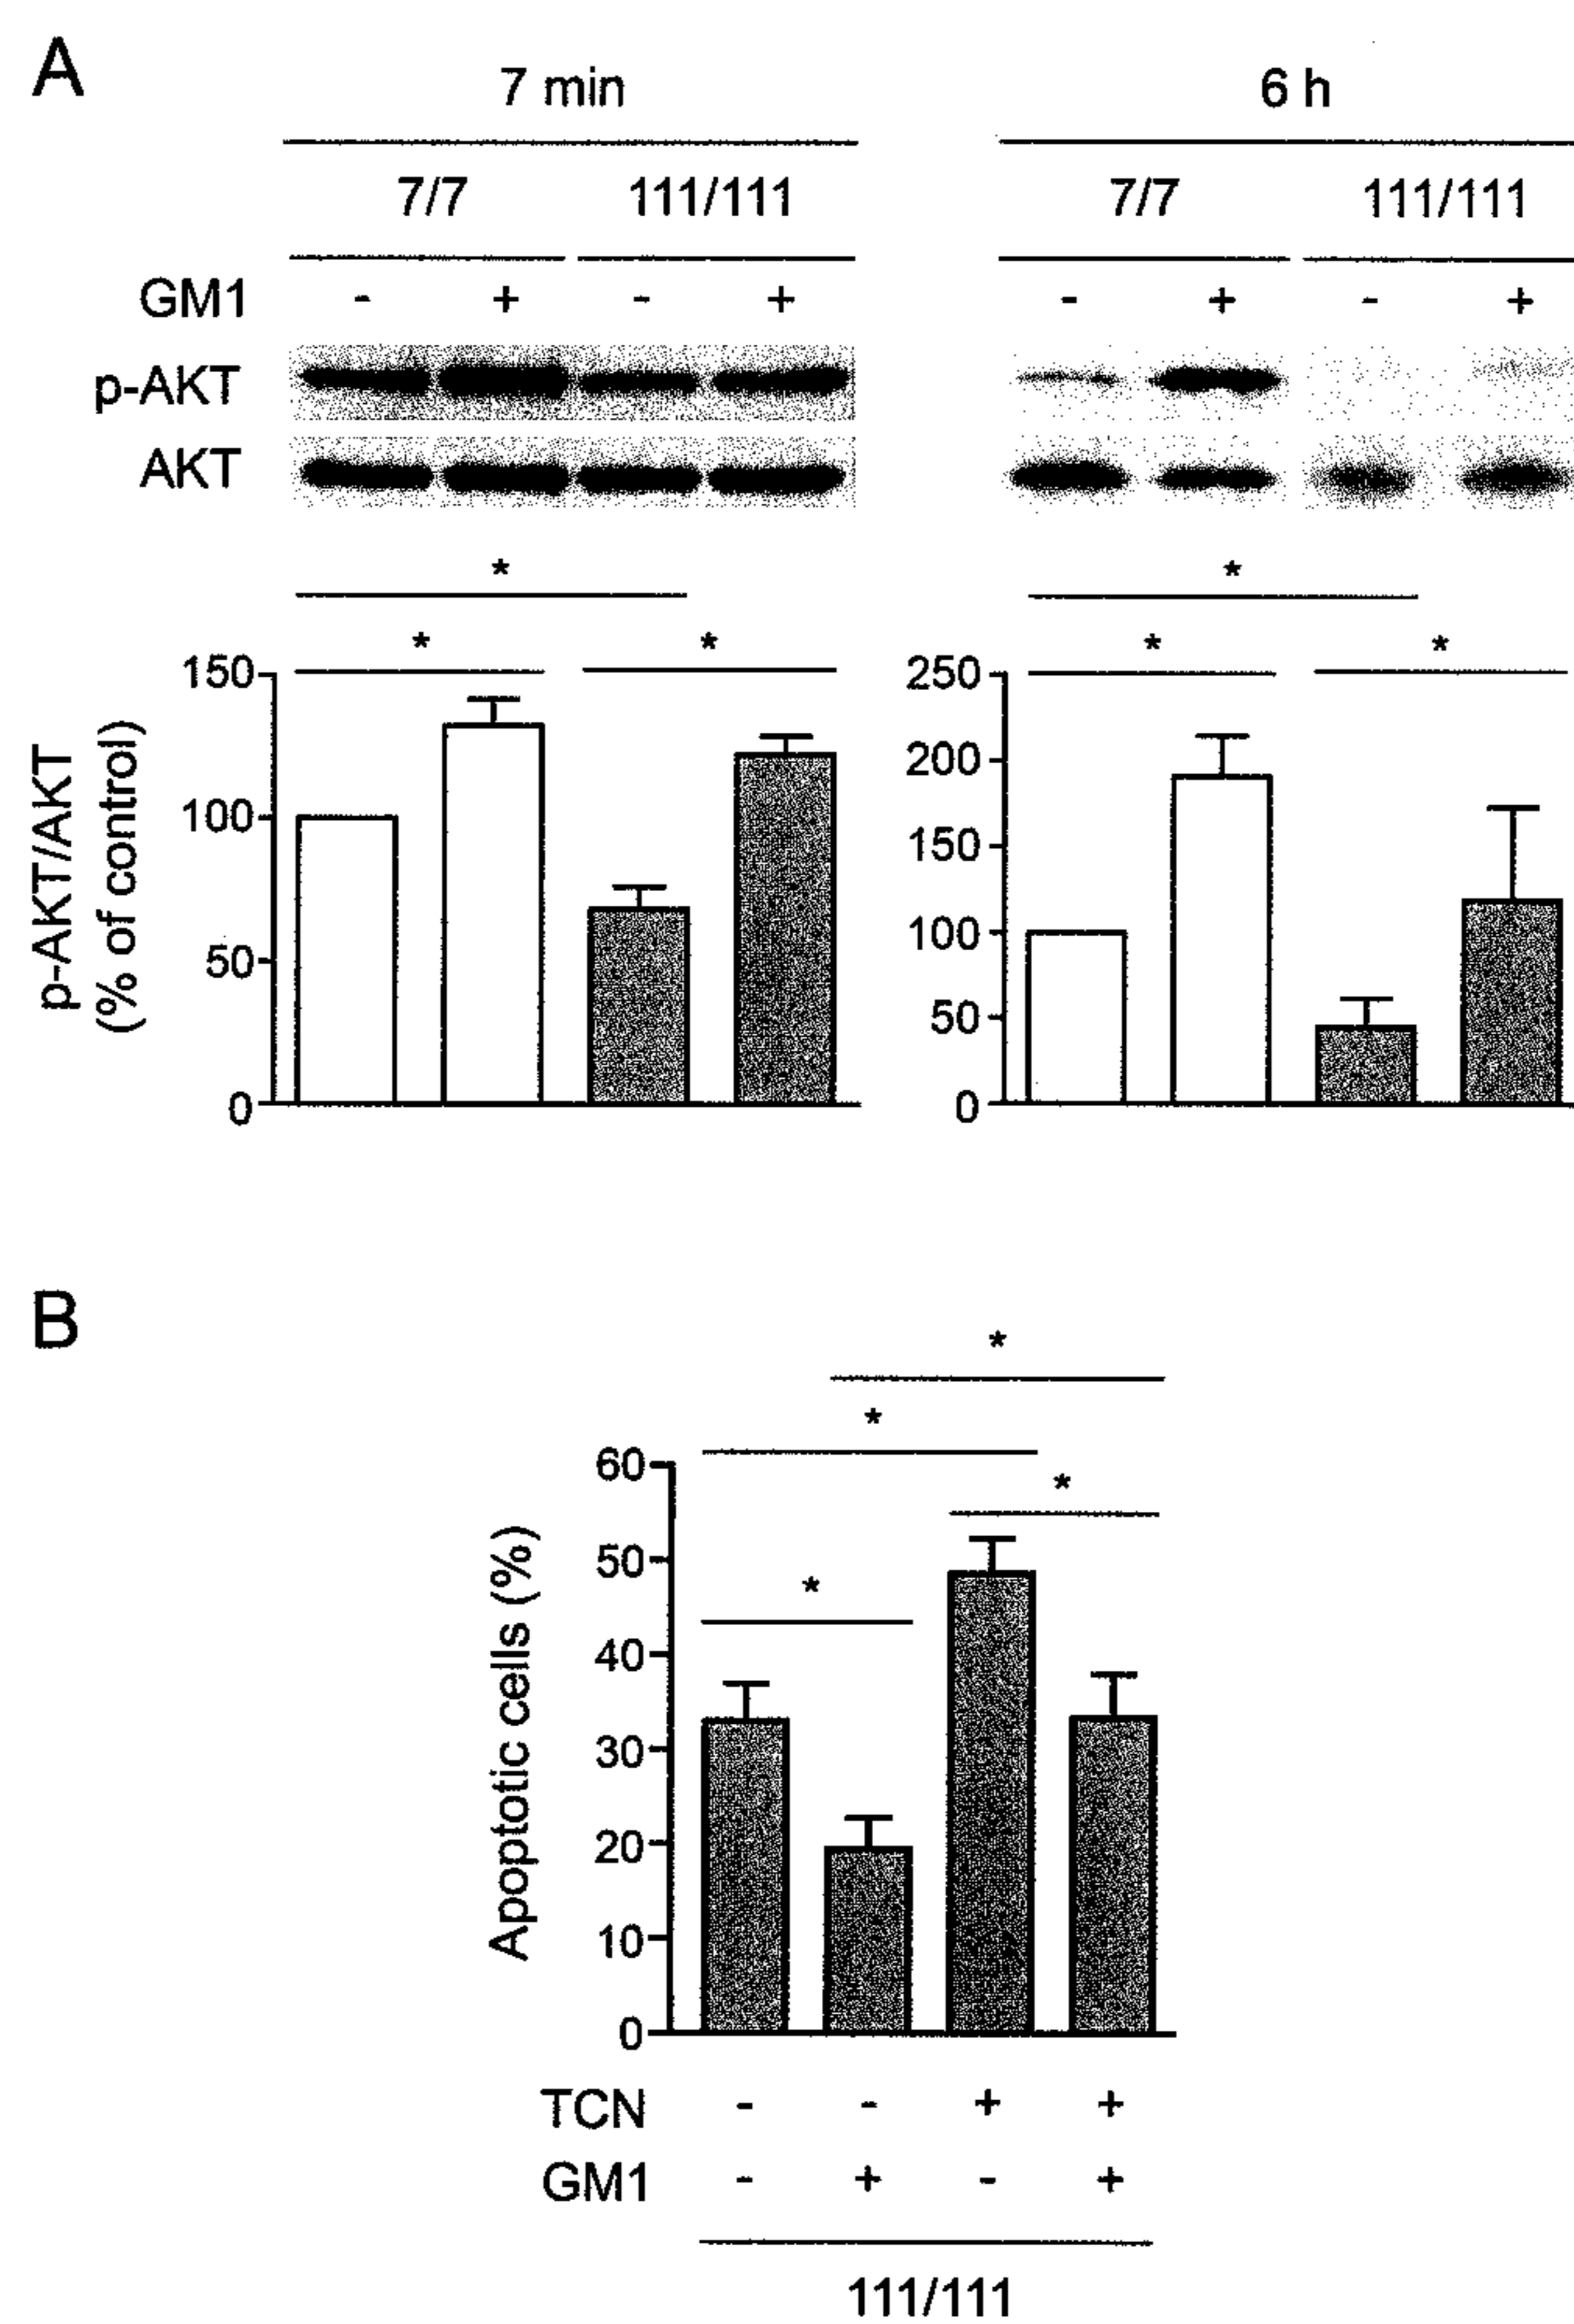 A
7 min 6 h
7/7 111/111 7/7 111/111
GM1 - + - + - + - +
p-AKT
AKT
* *
* * * *
p-AKT/AKT
(% of control)
150
100
50
0
250
200
150
100
50
0
B
*
*
*
*
Apoptotic cells (%)
60
50
40
30
20
10
0
TCN - - + +
GM1 - + - +
111/111